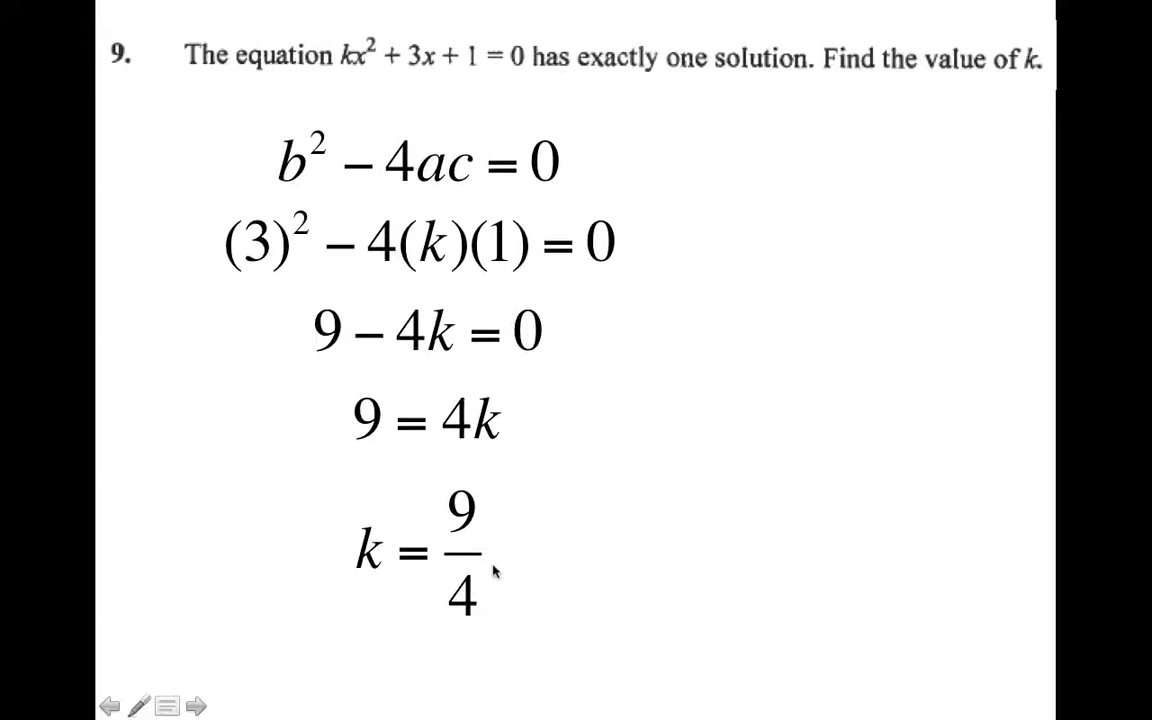 9. The equation kx² + 3x + 1 = 0 has exactly one solution. Find the value of k.
b² − 4ac = 0
(3)² − 4(k)(1) = 0
9 − 4k = 0
9 = 4k
k = 9/4